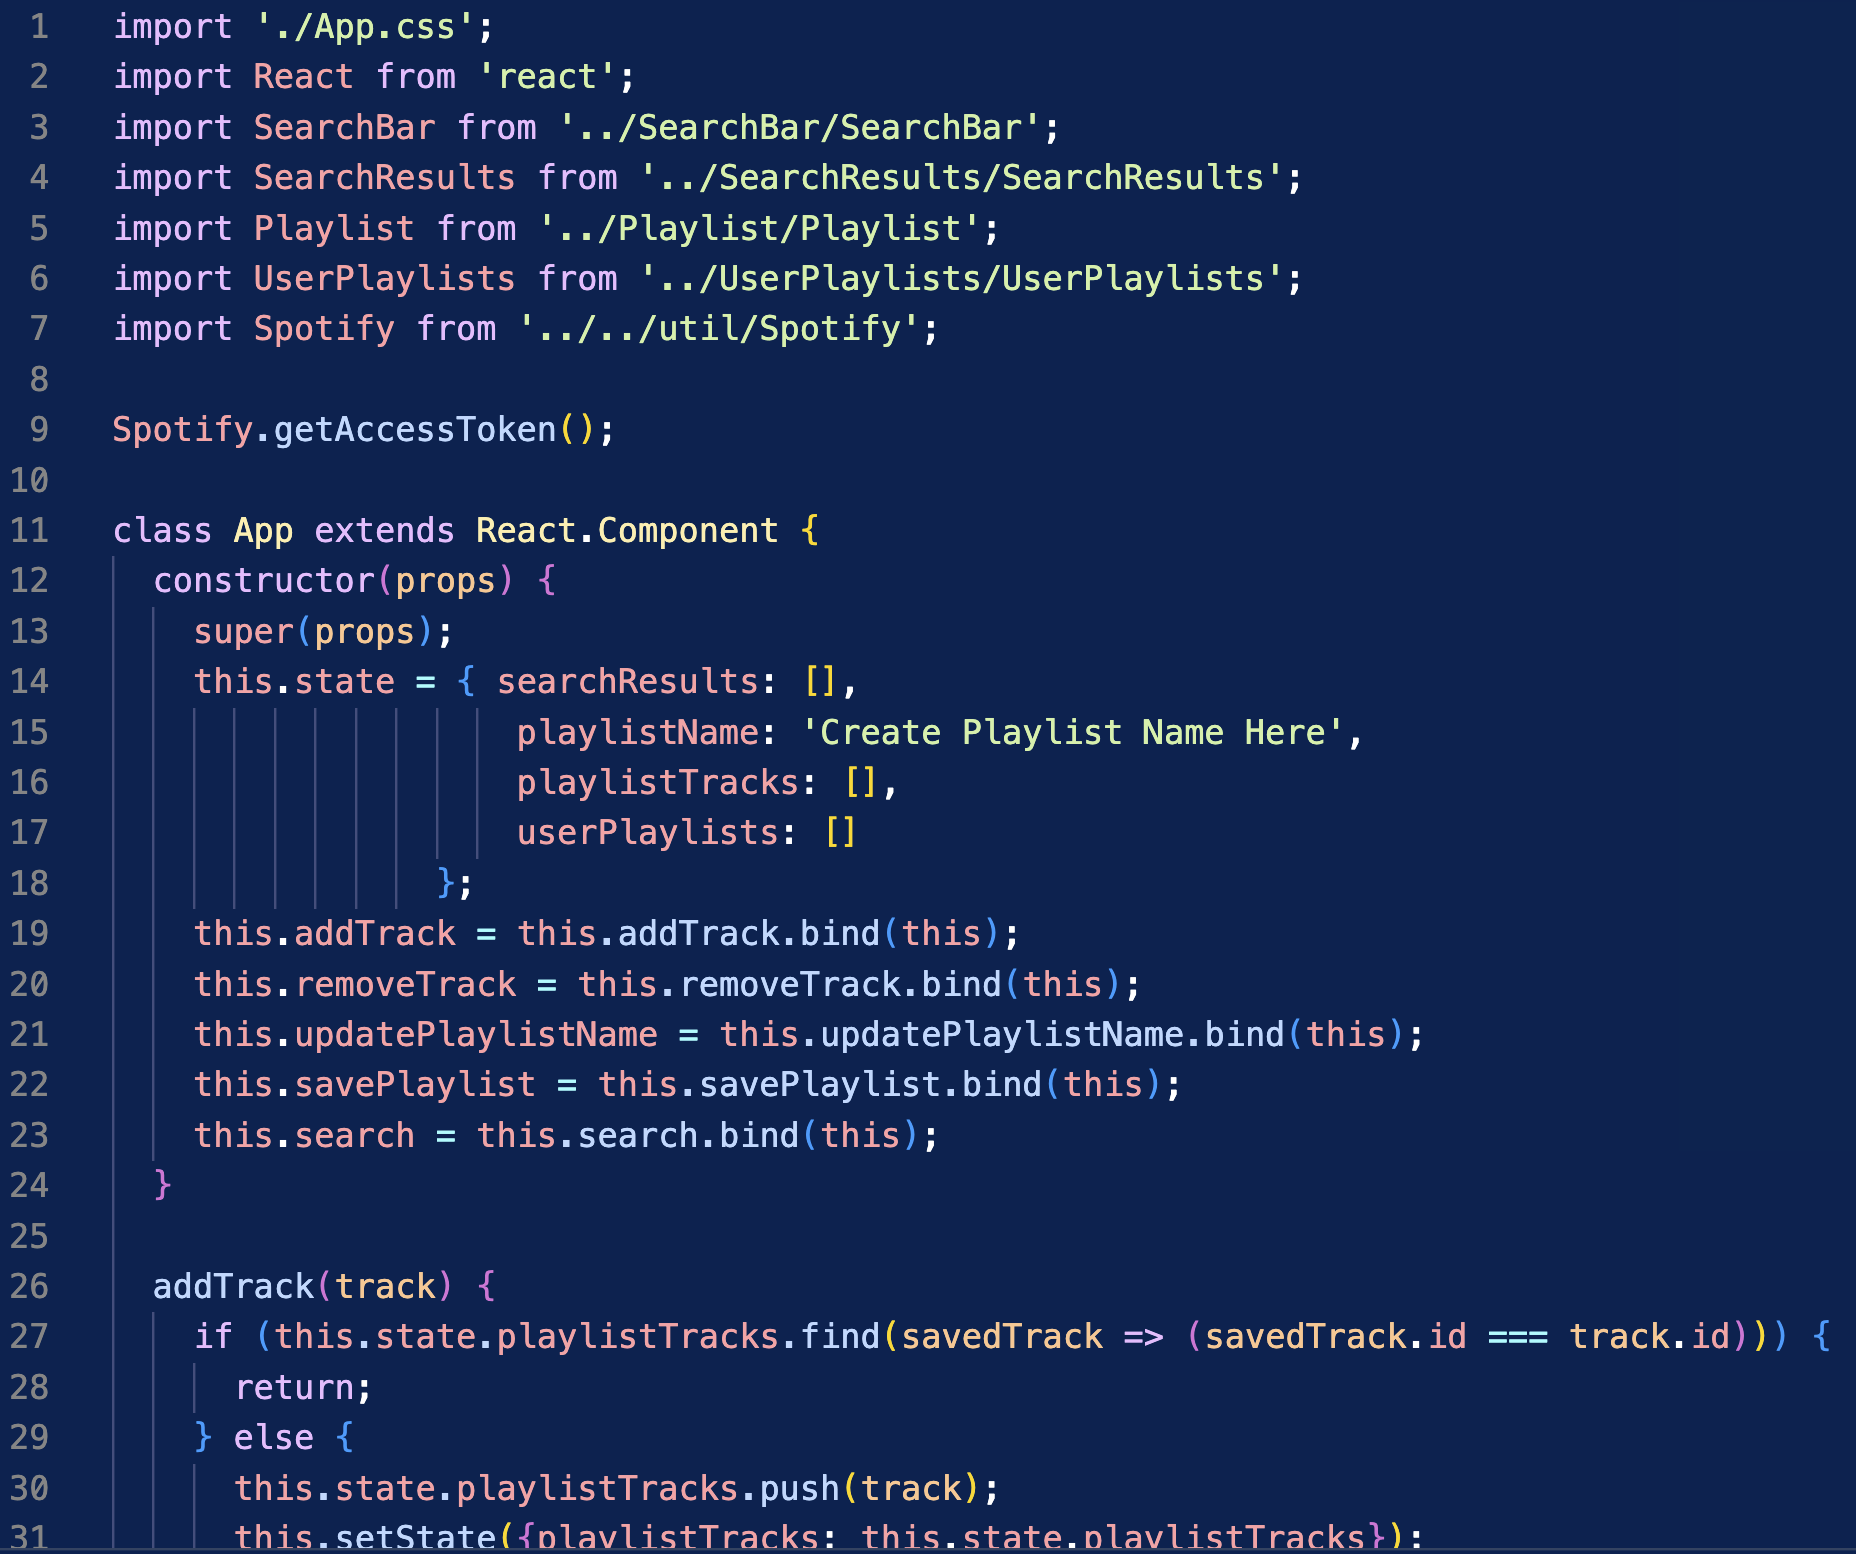 1 import './App.css';
2 import React from 'react';
3 import SearchBar from '../SearchBar/SearchBar';
4 import SearchResults from '../SearchResults/SearchResults';
5 import Playlist from '../Playlist/Playlist';
6 import UserPlaylists from '../UserPlaylists/UserPlaylists';
7 import Spotify from '../../util/Spotify';
8
9 Spotify.getAccessToken();
10
11 class App extends React.Component {
12   constructor(props) {
13     super(props);
14     this.state = { searchResults: [],
15                     playlistName: 'Create Playlist Name Here',
16                     playlistTracks: [],
17                     userPlaylists: []
18                 };
19     this.addTrack = this.addTrack.bind(this);
20     this.removeTrack = this.removeTrack.bind(this);
21     this.updatePlaylistName = this.updatePlaylistName.bind(this);
22     this.savePlaylist = this.savePlaylist.bind(this);
23     this.search = this.search.bind(this);
24   }
25
26   addTrack(track) {
27     if (this.state.playlistTracks.find(savedTrack => (savedTrack.id === track.id))) {
28       return;
29     } else {
30       this.state.playlistTracks.push(track);
31       this.setState({playlistTracks: this.state.playlistTracks});